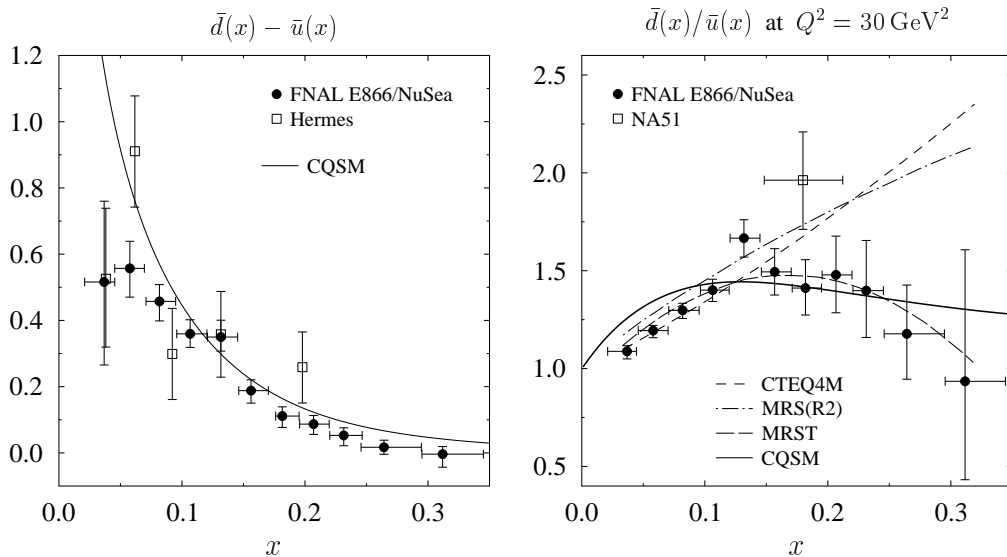 d̄(x) − ū(x)
1.2
1.0
0.8
0.6
0.4
0.2
0.0
0.0 0.1 0.2 0.3
x
FNAL E866/NuSea
Hermes
CQSM
d̄(x)/ū(x) at Q² = 30 GeV²
2.5
2.0
1.5
1.0
0.5
0.0 0.1 0.2 0.3
x
FNAL E866/NuSea
NA51
CTEQ4M
MRS(R2)
MRST
CQSM